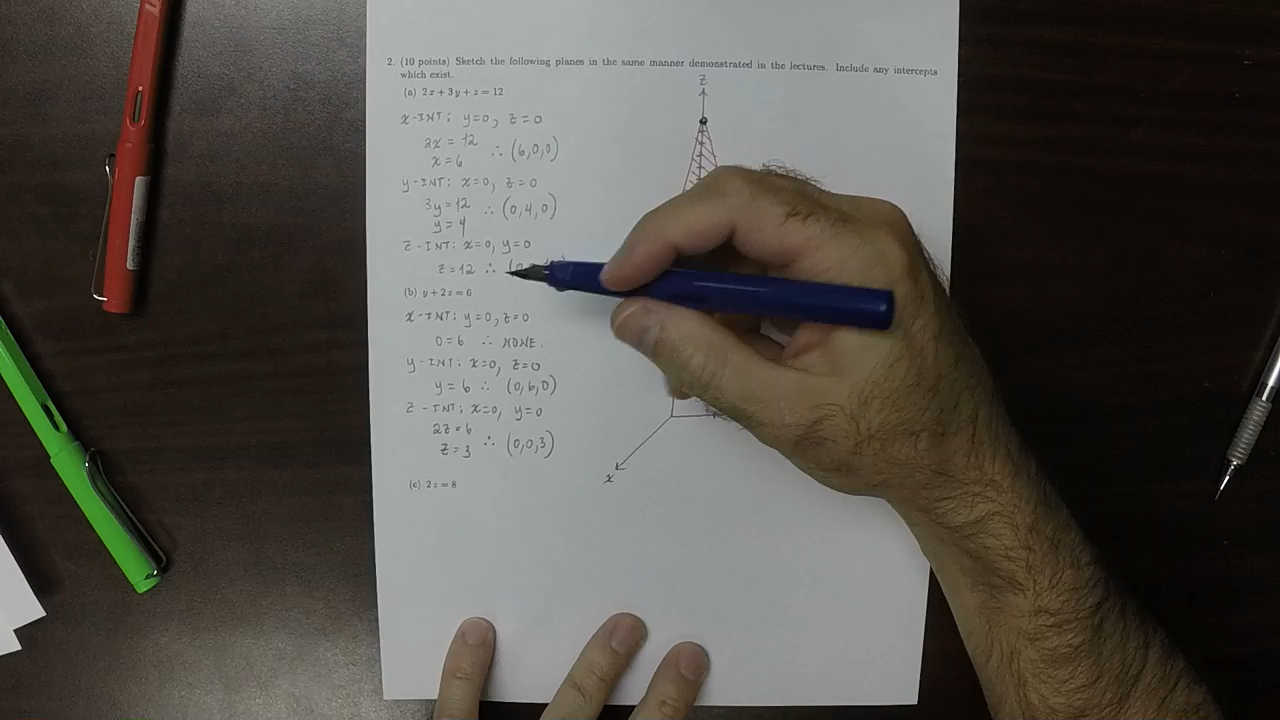 2. (10 points) Sketch the following planes in the same manner demonstrated in the lectures. Include any intercepts
which exist.
(a) 2x + 3y + z = 12
x-INT: y=0, z=0
2x = 12
x = 6 ∴ (6,0,0)
y-INT: x=0, z=0
3y = 12
y = 4 ∴ (0,4,0)
z-INT: x=0, y=0
z = 12 ∴
(b) y + 2z = 6
x-INT: y=0, z=0
0 = 6 ∴ NONE.
y-INT: x=0, z=0
y = 6 ∴ (0,6,0)
z-INT: x=0, y=0
2z = 6
z = 3 ∴ (0,0,3)
(c) 2z = 8
z
x